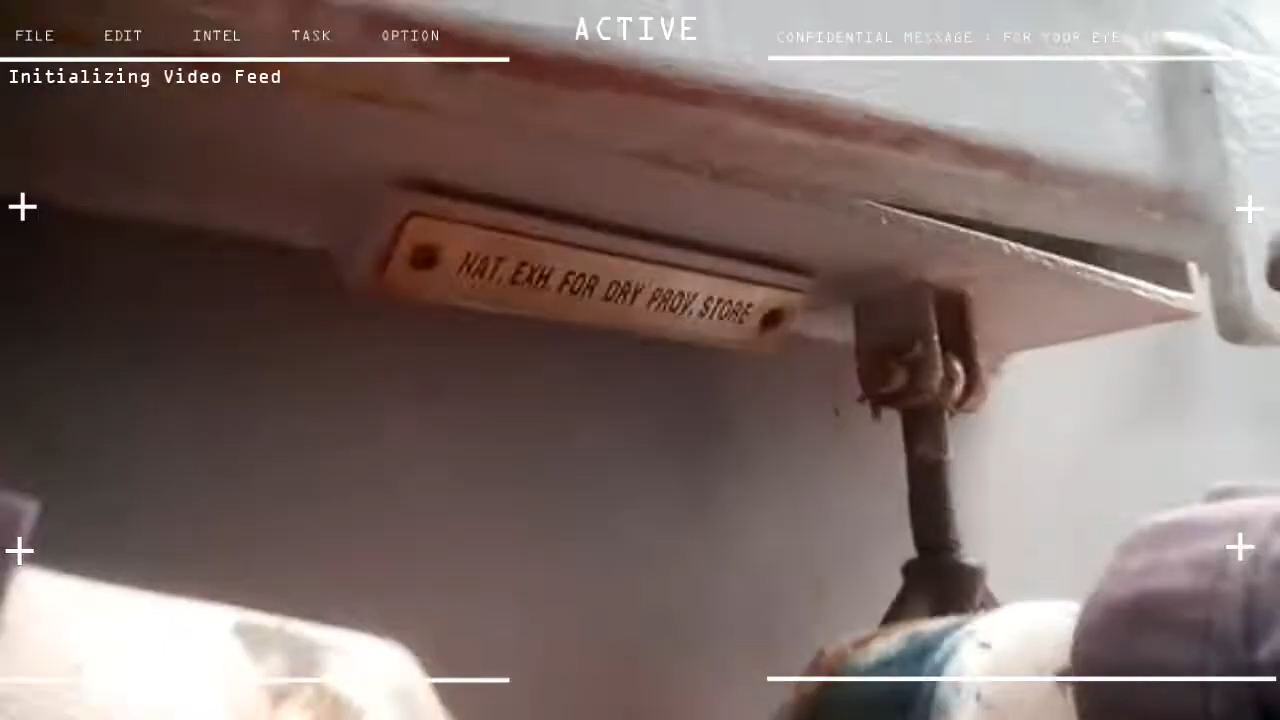 FILE EDIT INTEL TASK OPTION
ACTIVE
CONFIDENTIAL MESSAGE : FOR YOUR EYE
Initializing Video Feed
NAT. EXH. FOR DRY PROV. STORE